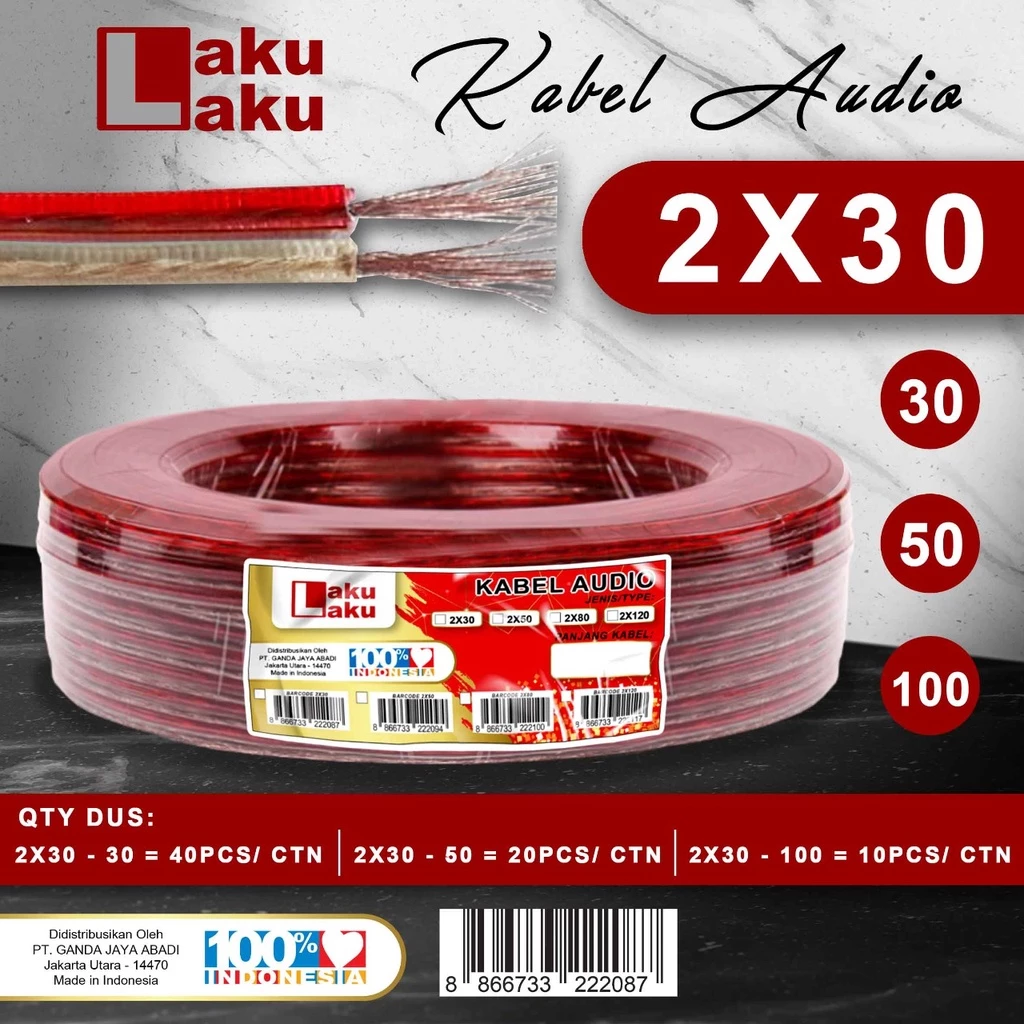 Laku
Laku
Kabel Audio
2X30
30
50
100
Laku
Laku
KABEL AUDIO
JENIS/TYPE:
2X30 2X50 2X80 2X120
PANJANG KABEL:
Didistribusikan Oleh
PT. GANDA JAYA ABADI
Jakarta Utara - 14470
Made in Indonesia
100%
INDONESIA
BARCODE 2X30 BARCODE 2X50 BARCODE 2X80 BARCODE 2X120
8 866733 222087
8 866733 222094
8 866733 222100
8 866733
QTY DUS:
2X30 - 30 = 40PCS/ CTN 2X30 - 50 = 20PCS/ CTN 2X30 - 100 = 10PCS/ CTN
Didistribusikan Oleh
PT. GANDA JAYA ABADI
Jakarta Utara - 14470
Made in Indonesia
100%
INDONESIA
8 866733 222087